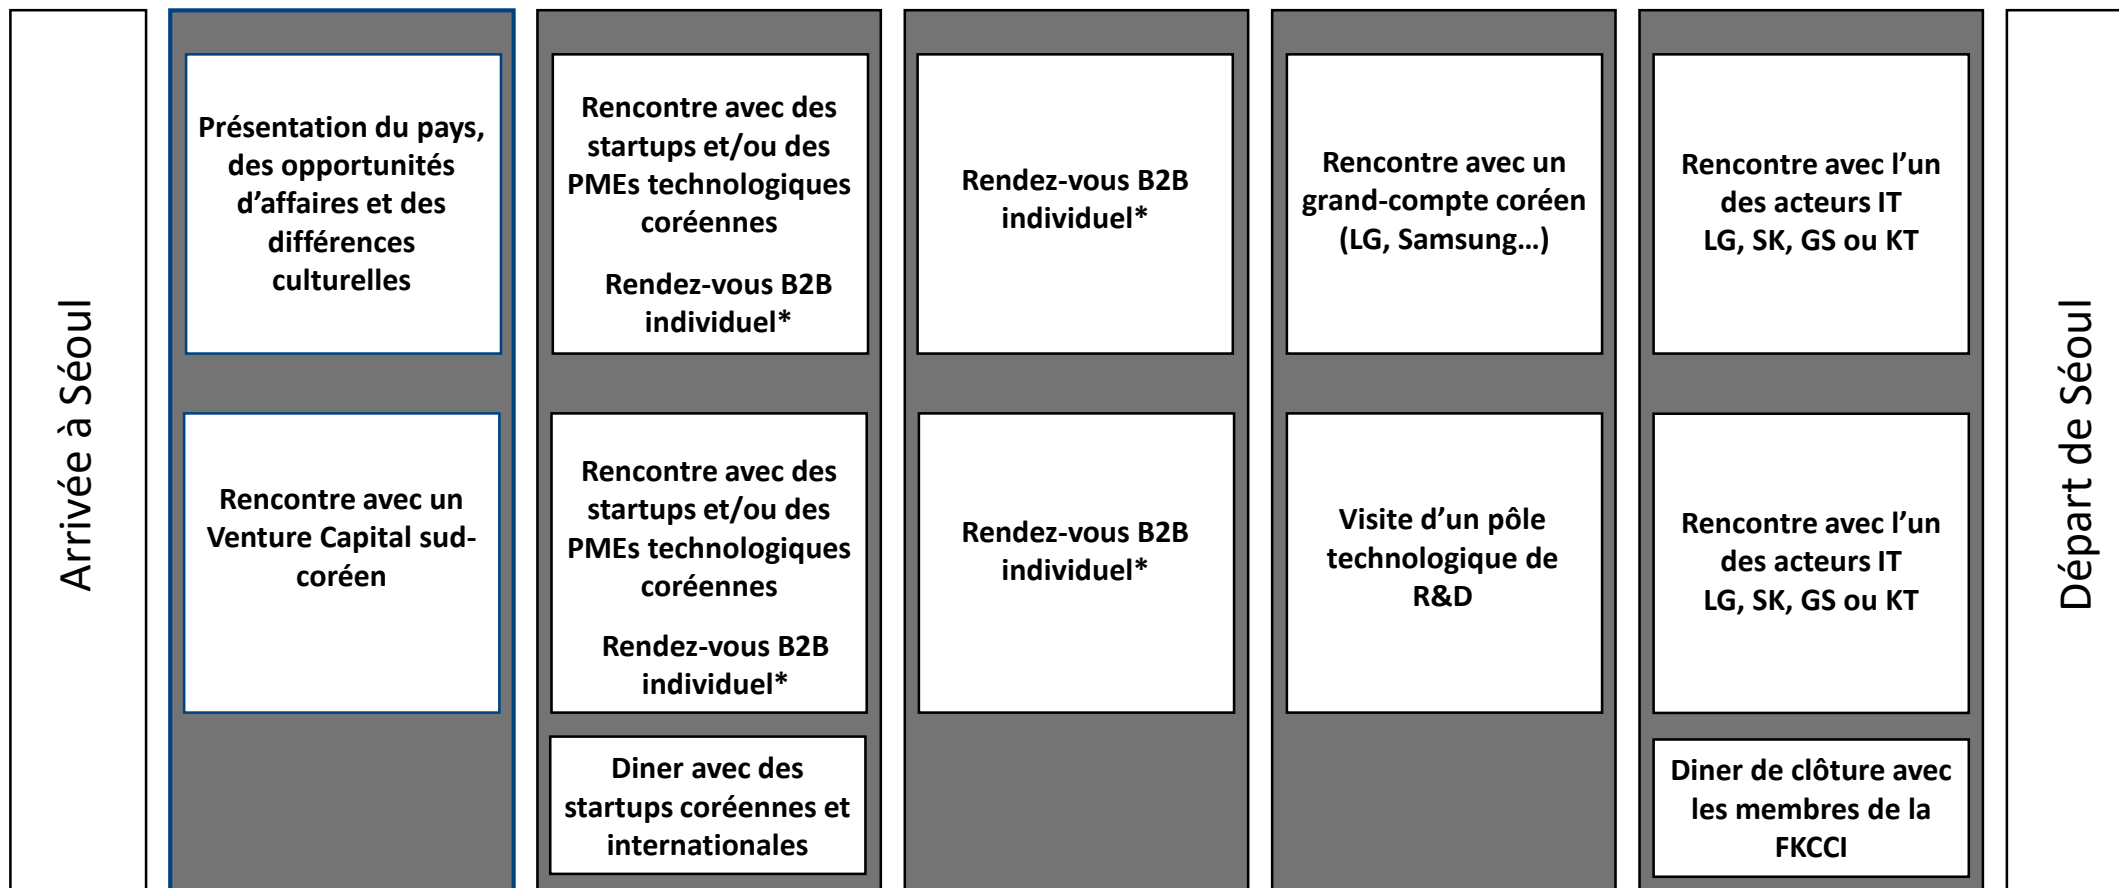 Arrivée à Séoul
Présentation du pays,
des opportunités
d’affaires et des
différences
culturelles
Rencontre avec un
Venture Capital sud-
coréen
Rencontre avec des
startups et/ou des
PMEs technologiques
coréennes
Rendez-vous B2B
individuel*
Rencontre avec des
startups et/ou des
PMEs technologiques
coréennes
Rendez-vous B2B
individuel*
Diner avec des
startups coréennes et
internationales
Rendez-vous B2B
individuel*
Rendez-vous B2B
individuel*
Rencontre avec un
grand-compte coréen
(LG, Samsung…)
Visite d’un pôle
technologique de
R&D
Rencontre avec l’un
des acteurs IT
LG, SK, GS ou KT
Rencontre avec l’un
des acteurs IT
LG, SK, GS ou KT
Diner de clôture avec
les membres de la
FKCCI
Départ de Séoul